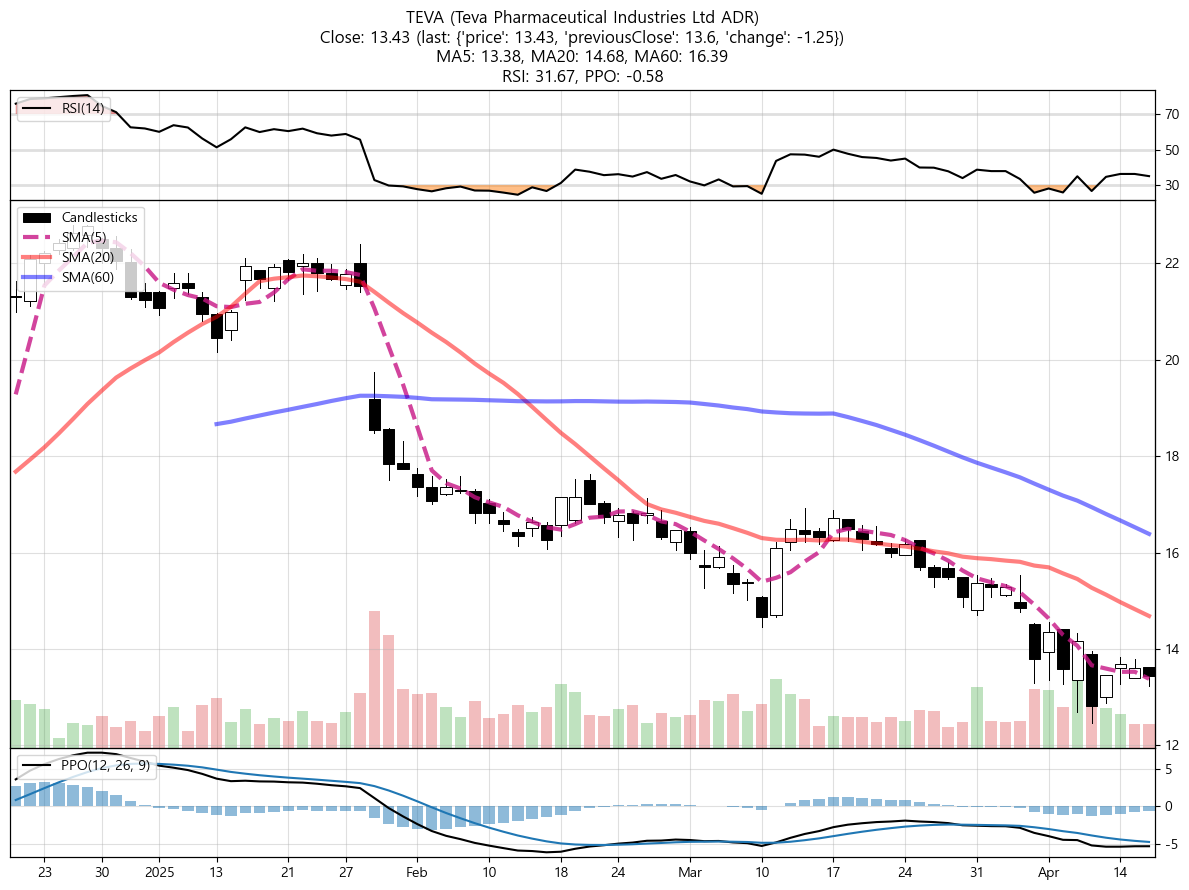 TEVA (Teva Pharmaceutical Industries Ltd ADR)
Close: 13.43 (last: {'price': 13.43, 'previousClose': 13.6, 'change': -1.25})
MA5: 13.38, MA20: 14.68, MA60: 16.39
RSI: 31.67, PPO: -0.58
RSI(14)
70
50
30
Candlesticks
SMA(5)
SMA(20)
SMA(60)
22
20
18
16
14
12
PPO(12, 26, 9)
5
0
-5
23
30
2025
13
21
27
Feb
10
18
24
Mar
10
17
24
31
Apr
14